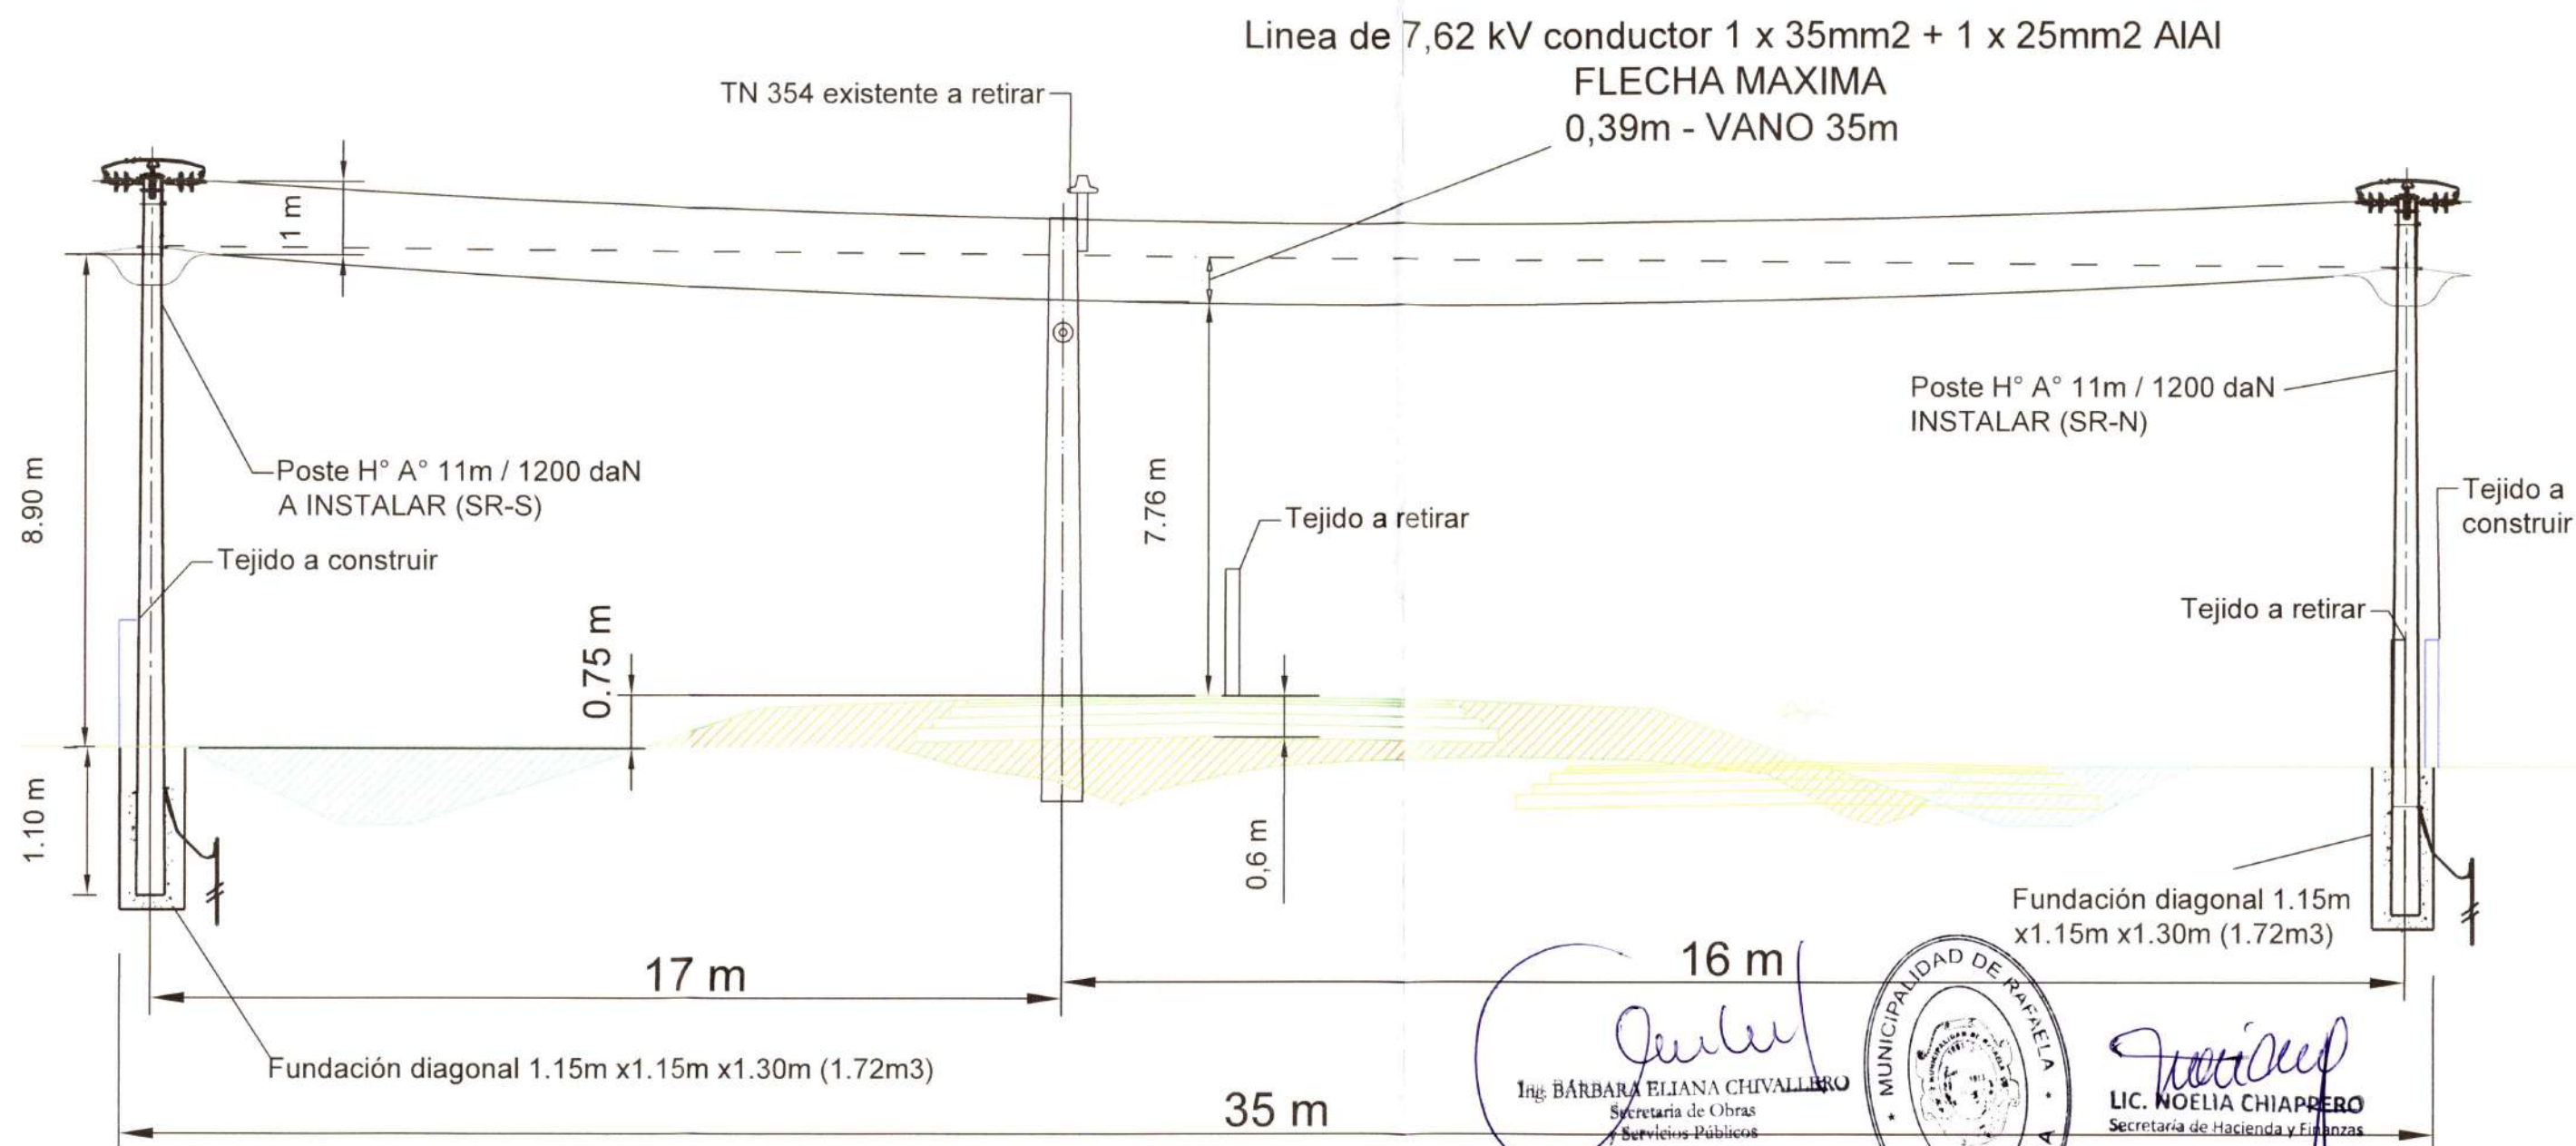 Linea de 7,62 kV conductor 1 x 35mm2 + 1 x 25mm2 AlAl
FLECHA MAXIMA
0,39m - VANO 35m
TN 354 existente a retirar
1 m
Poste H° A° 11m / 1200 daN
INSTALAR (SR-N)
8.90 m
Poste H° A° 11m / 1200 daN
A INSTALAR (SR-S)
7.76 m
Tejido a retirar
Tejido a
construir
Tejido a construir
0.75 m
Tejido a retirar
1.10 m
0,6 m
Fundación diagonal 1.15m
x1.15m x1.30m (1.72m3)
17 m
16 m
Fundación diagonal 1.15m x1.15m x1.30m (1.72m3)
35 m
Ing. BÁRBARA ELIANA CHIVALLERO
Secretaria de Obras
y Servicios Públicos
MUNICIPALIDAD DE RAFAELA
LIC. NOELIA CHIAPPERO
Secretaría de Hacienda y Finanzas